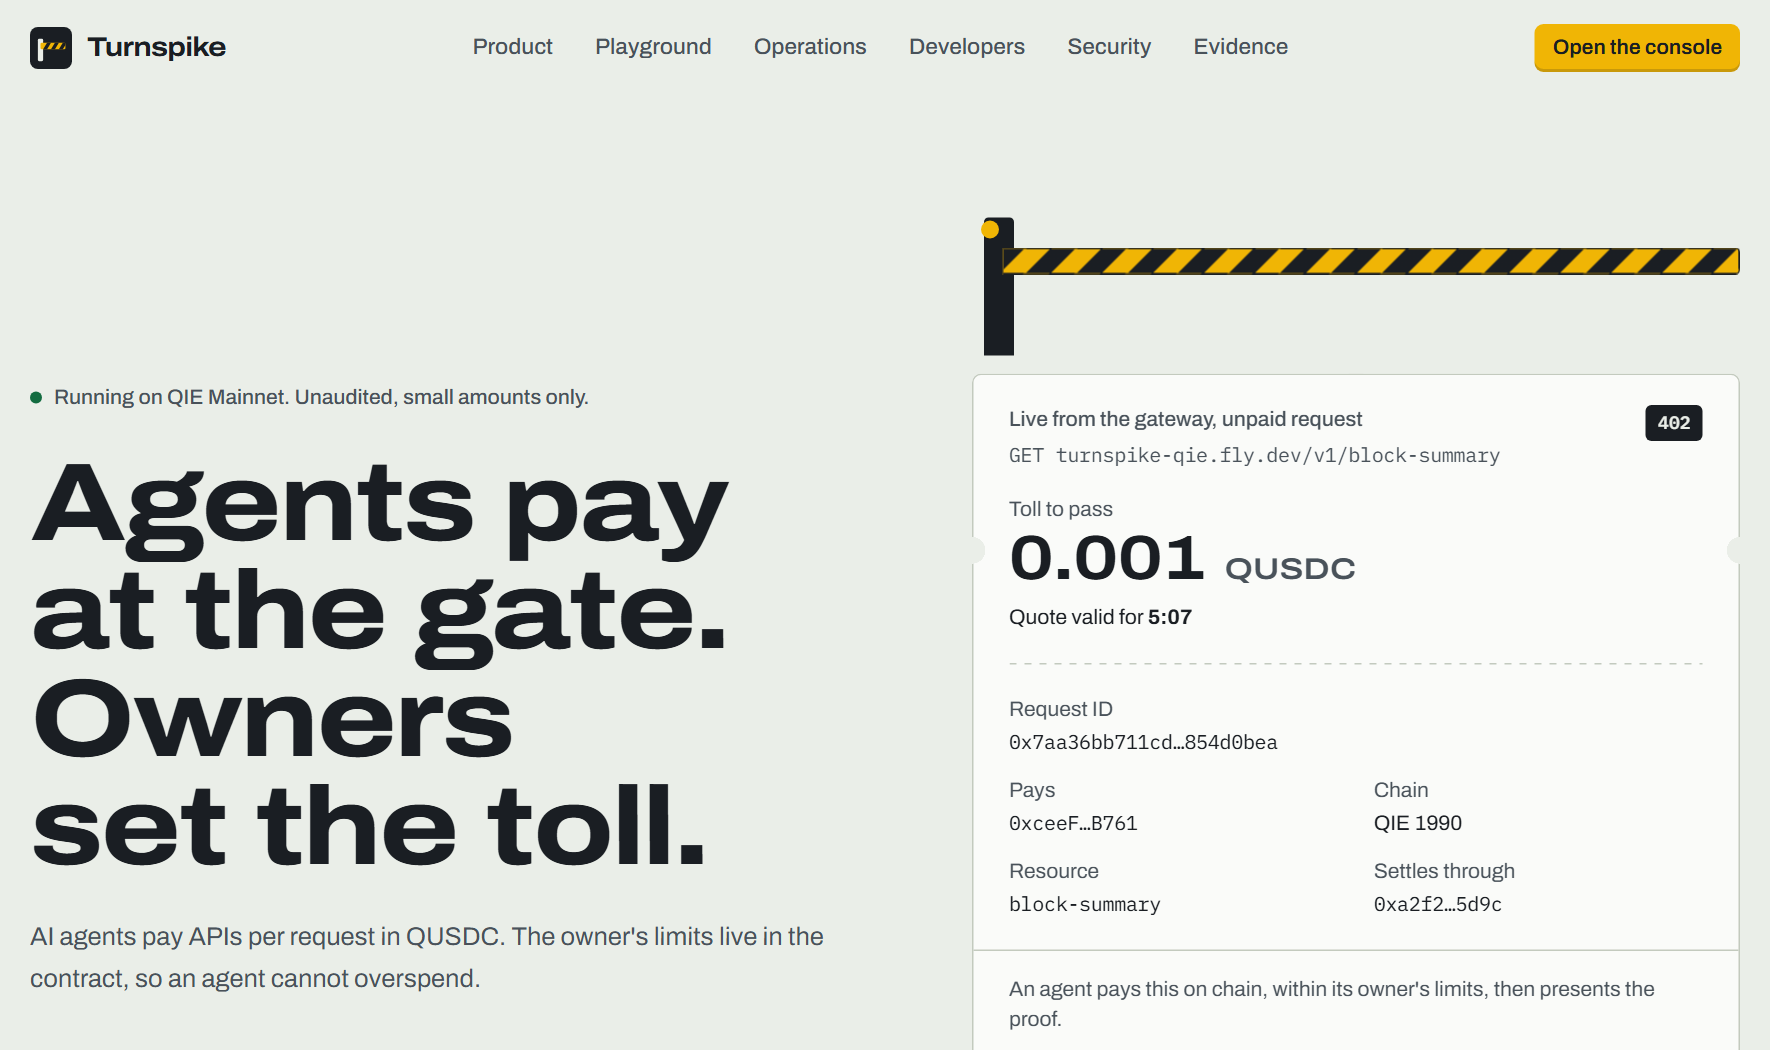 Turnspike
Product
Playground
Operations
Developers
Security
Evidence
Open the console
Running on QIE Mainnet. Unaudited, small amounts only.
Agents pay
at the gate.
Owners
set the toll.
AI agents pay APIs per request in QUSDC. The owner's limits live in the
contract, so an agent cannot overspend.
Live from the gateway, unpaid request
402
GET turnspike-qie.fly.dev/v1/block-summary
Toll to pass
0.001 QUSDC
Quote valid for 5:07
Request ID
0x7aa36bb711cd…854d0bea
Pays
0xceeF…B761
Chain
QIE 1990
Resource
block-summary
Settles through
0xa2f2…5d9c
An agent pays this on chain, within its owner's limits, then presents the
proof.